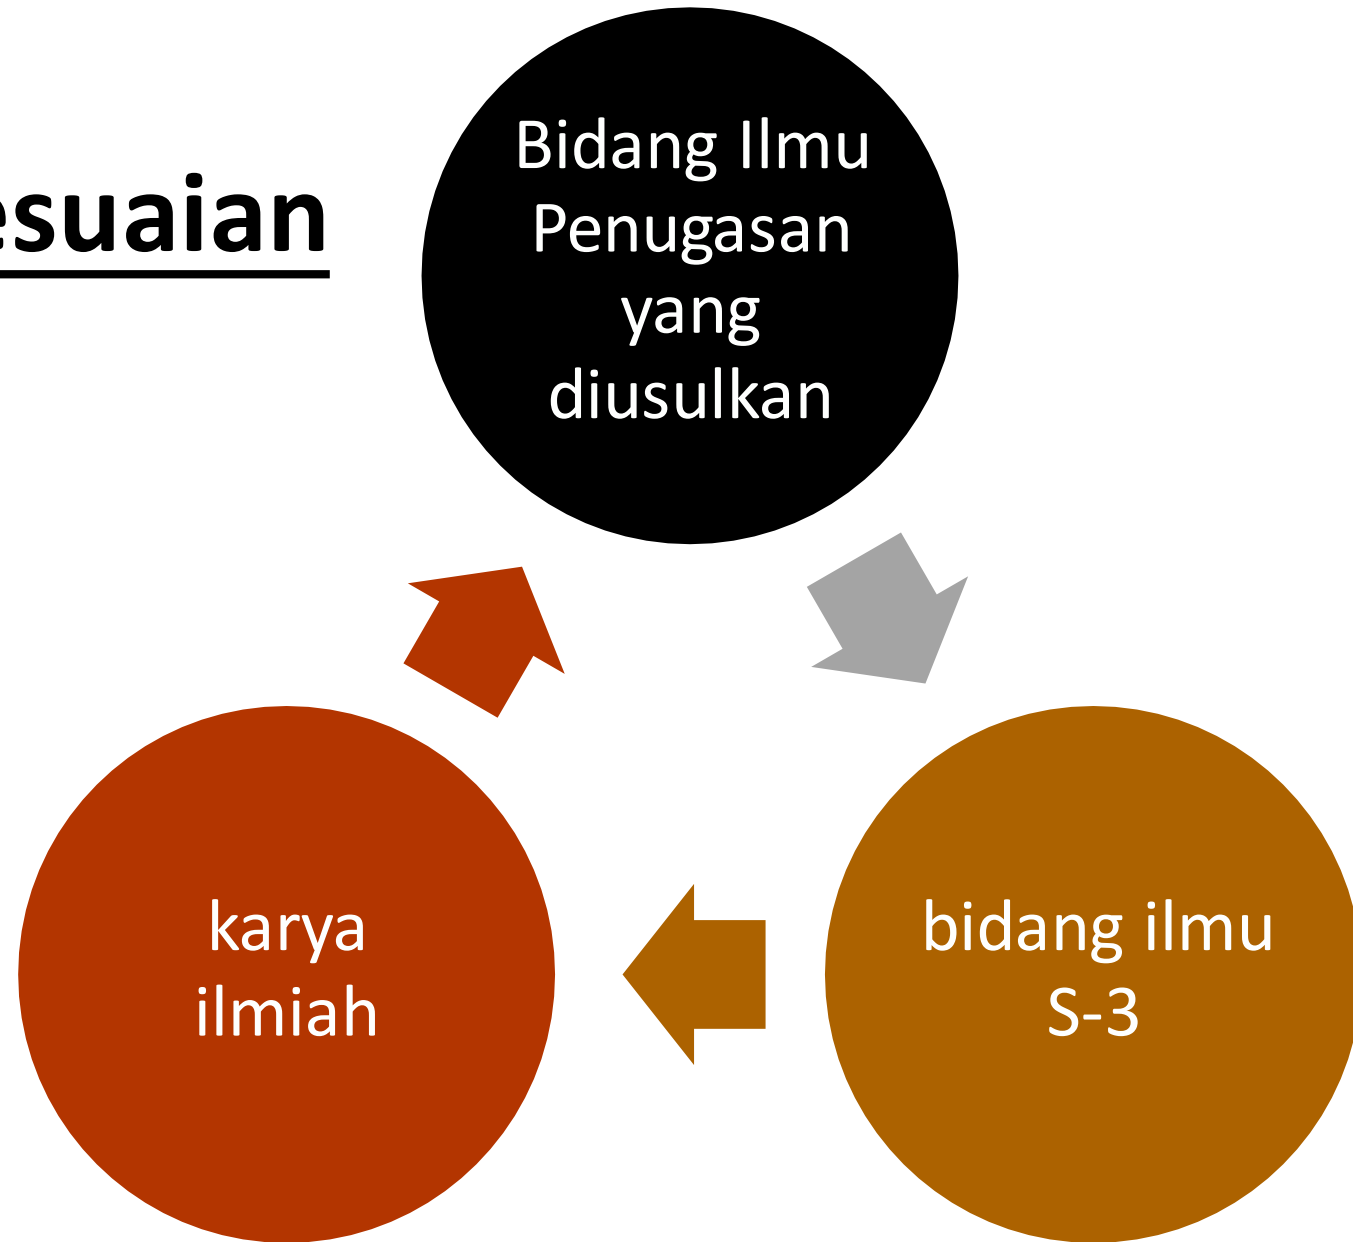 esuaian
Bidang Ilmu
Penugasan
yang
diusulkan
karya
ilmiah
bidang ilmu
S-3